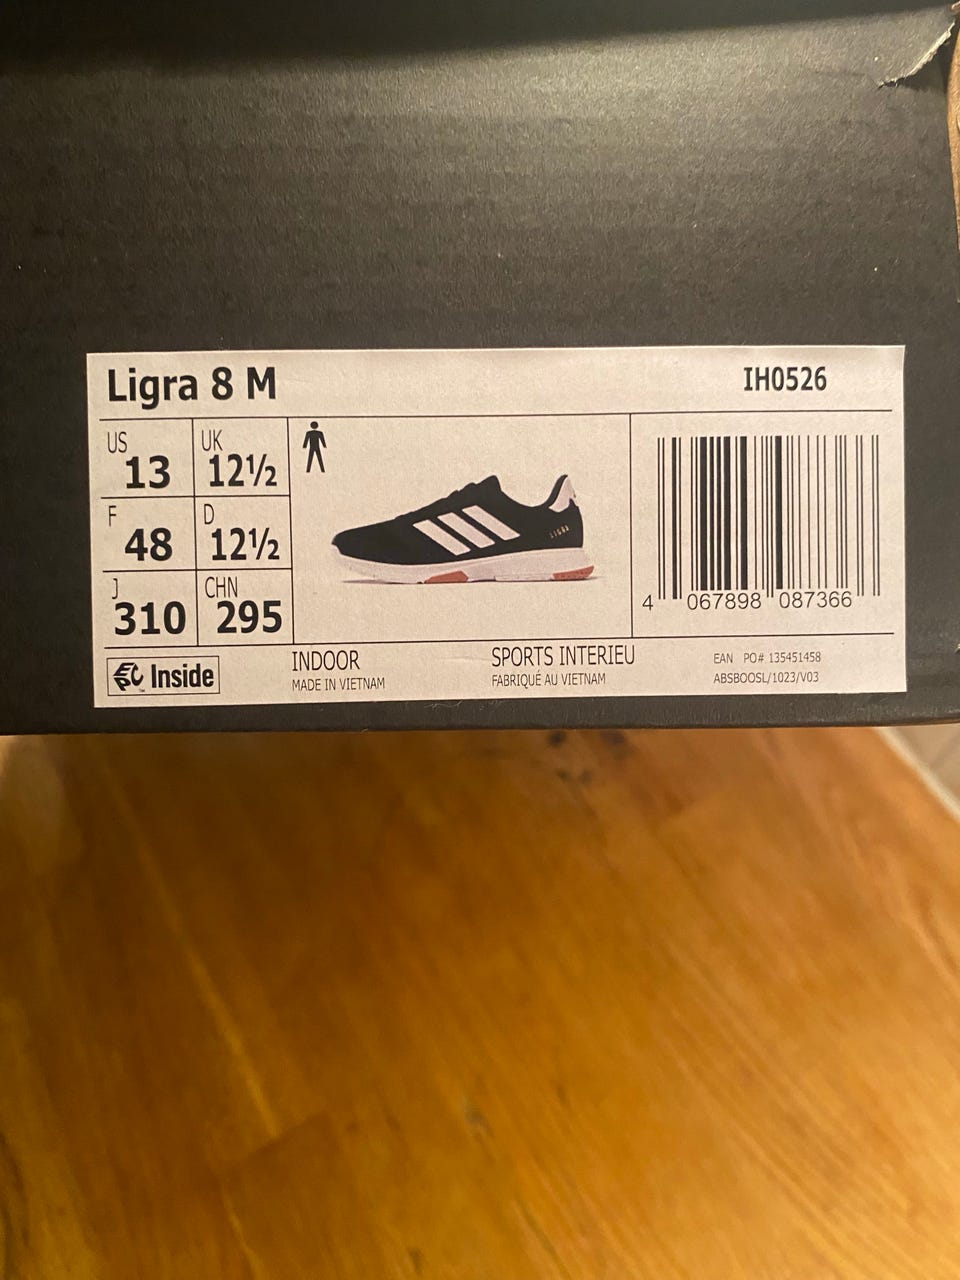 Ligra 8 M
IH0526
US 13
UK 12½
F 48
D 12½
J 310
CHN 295
LIGRA
4 067898 087366
Inside
INDOOR
MADE IN VIETNAM
SPORTS INTERIEU
FABRIQUÉ AU VIETNAM
EAN PO# 135451458
ABSBOOSL/1023/V03